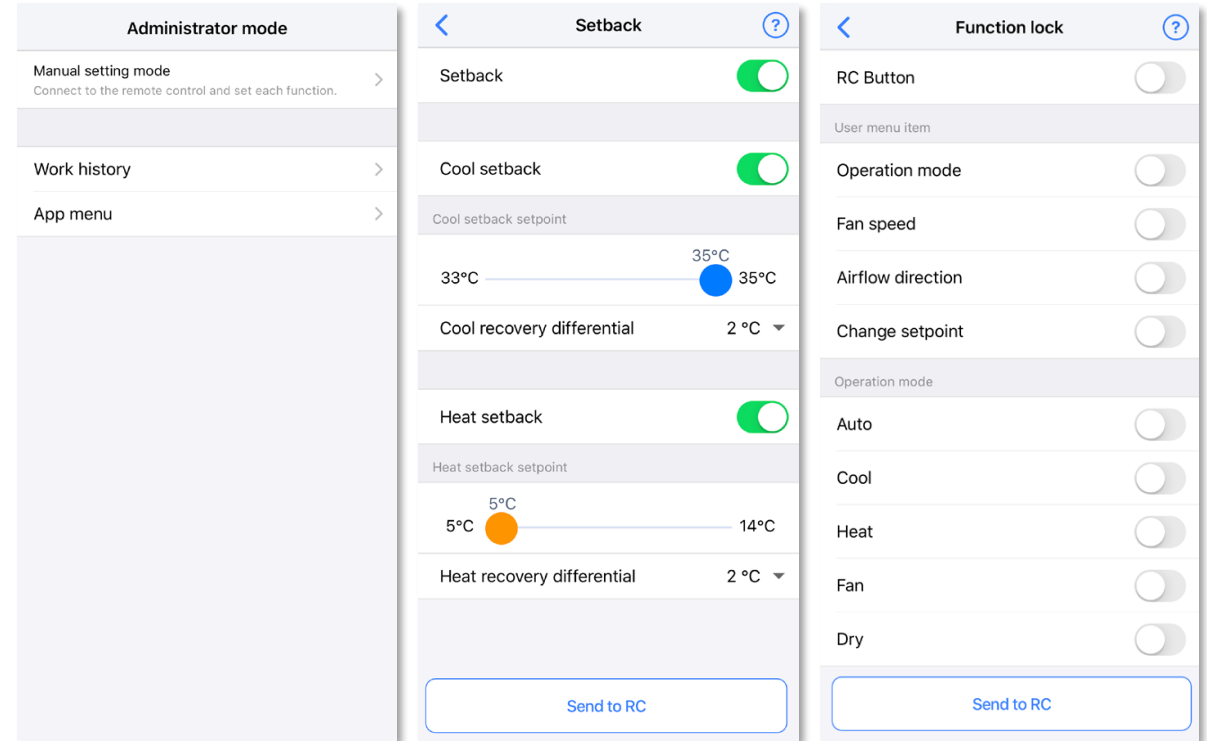 Administrator mode
Manual setting mode
Connect to the remote control and set each function.
Work history
App menu
Setback
?
Setback
Cool setback
Cool setback setpoint
35°C
33°C 35°C
Cool recovery differential 2 °C
Heat setback
Heat setback setpoint
5°C
5°C 14°C
Heat recovery differential 2 °C
Send to RC
Function lock
?
RC Button
User menu item
Operation mode
Fan speed
Airflow direction
Change setpoint
Operation mode
Auto
Cool
Heat
Fan
Dry
Send to RC